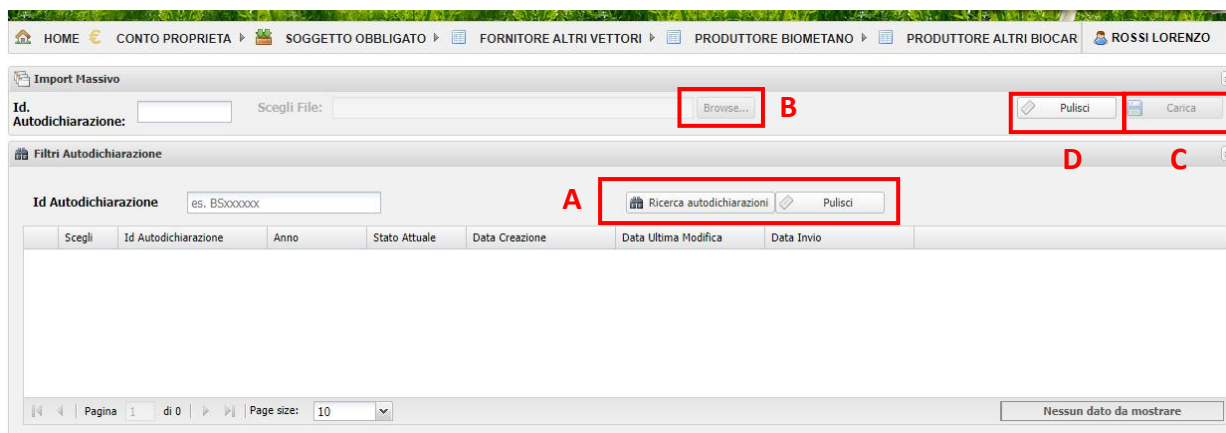 HOME CONTO PROPRIETA SOGGETTO OBBLIGATO FORNITORE ALTRI VETTORI PRODUTTORE BIOMETANO PRODUTTORE ALTRI BIOCAR ROSSI LORENZO
Import Massivo
Id. Autodichiarazione: Scegli File: Browse... B Pulisci Carica
D C
Filtri Autodichiarazione
Id Autodichiarazione es. BSxxxxxx A Ricerca autodichiarazioni Pulisci
Scegli Id Autodichiarazione Anno Stato Attuale Data Creazione Data Ultima Modifica Data Invio
Pagina 1 di 0 Page size: 10 Nessun dato da mostrare